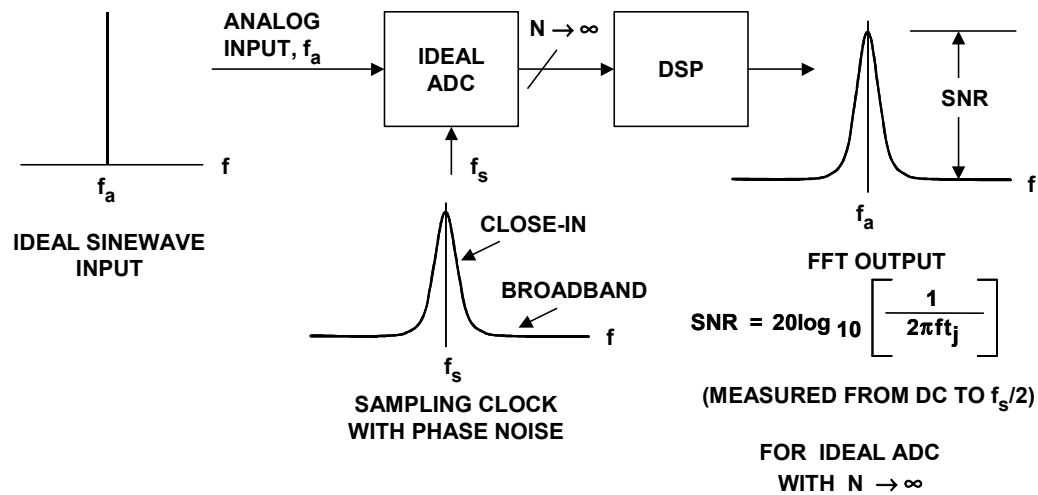 ANALOG
INPUT, fa
IDEAL
ADC
N → ∞
DSP
SNR
f
fa
IDEAL SINEWAVE
INPUT
fs
CLOSE-IN
BROADBAND
f
fs
SAMPLING CLOCK
WITH PHASE NOISE
f
fa
FFT OUTPUT
SNR = 20log10 [ 1 / 2πftj ]
(MEASURED FROM DC TO fs/2)
FOR IDEAL ADC
WITH N → ∞